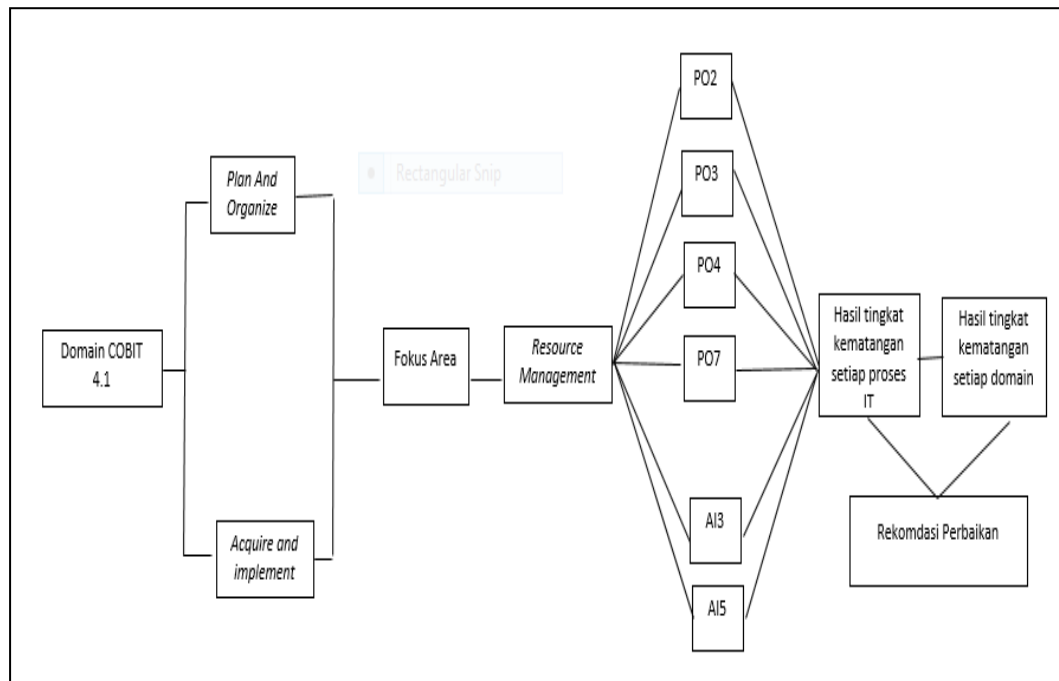 Domain COBIT
4.1
Plan And
Organize
Acquire and
implement
Rectangular Snip
Fokus Area
Resource
Management
PO2
PO3
PO4
PO7
AI3
AI5
Hasil tingkat
kematangan
setiap proses
IT
Hasil tingkat
kematangan
setiap domain
Rekomdasi Perbaikan